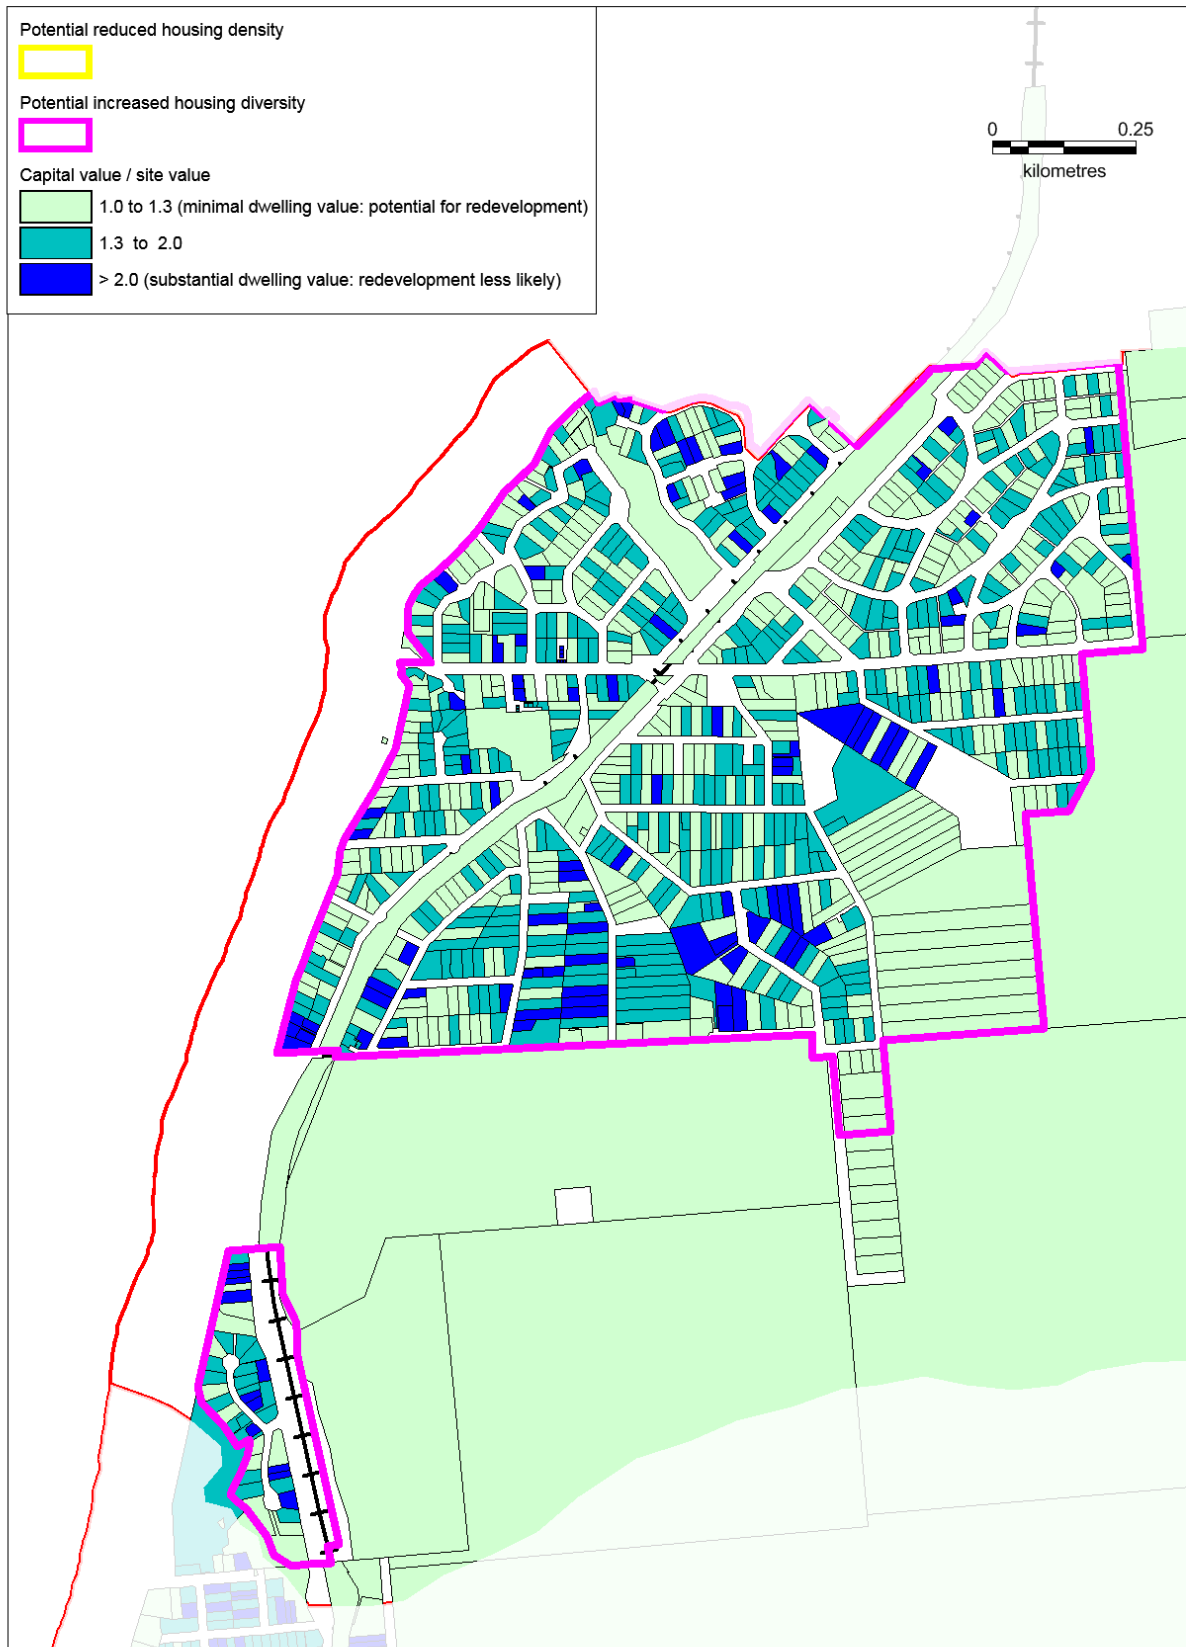 Potential reduced housing density
Potential increased housing diversity
Capital value / site value
1.0 to 1.3 (minimal dwelling value: potential for redevelopment)
1.3 to 2.0
> 2.0 (substantial dwelling value: redevelopment less likely)
0 0.25
kilometres